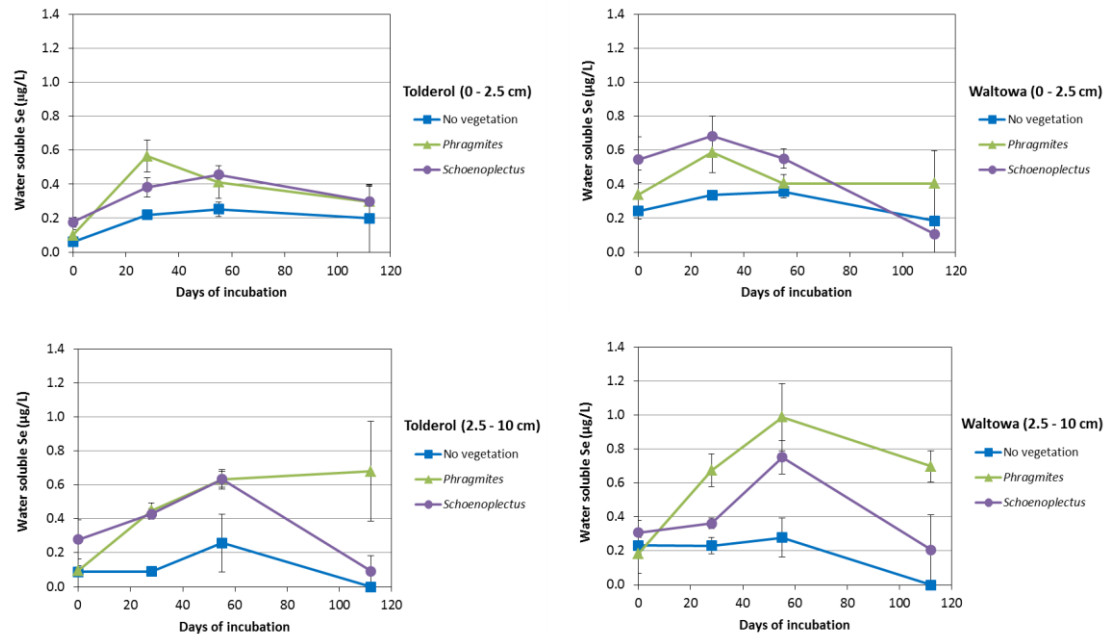 1.4
1.2
1.0
0.8
0.6
0.4
0.2
0.0
Water soluble Se (µg/L)
0 20 40 60 80 100 120
Days of incubation
Tolderol (0 - 2.5 cm)
No vegetation
Phragmites
Schoenoplectus
1.4
1.2
1.0
0.8
0.6
0.4
0.2
0.0
Water soluble Se (µg/L)
0 20 40 60 80 100 120
Days of incubation
Waltowa (0 - 2.5 cm)
No vegetation
Phragmites
Schoenoplectus
1.4
1.2
1.0
0.8
0.6
0.4
0.2
0.0
Water soluble Se (µg/L)
0 20 40 60 80 100 120
Days of incubation
Tolderol (2.5 - 10 cm)
No vegetation
Phragmites
Schoenoplectus
1.4
1.2
1.0
0.8
0.6
0.4
0.2
0.0
Water soluble Se (µg/L)
0 20 40 60 80 100 120
Days of incubation
Waltowa (2.5 - 10 cm)
No vegetation
Phragmites
Schoenoplectus